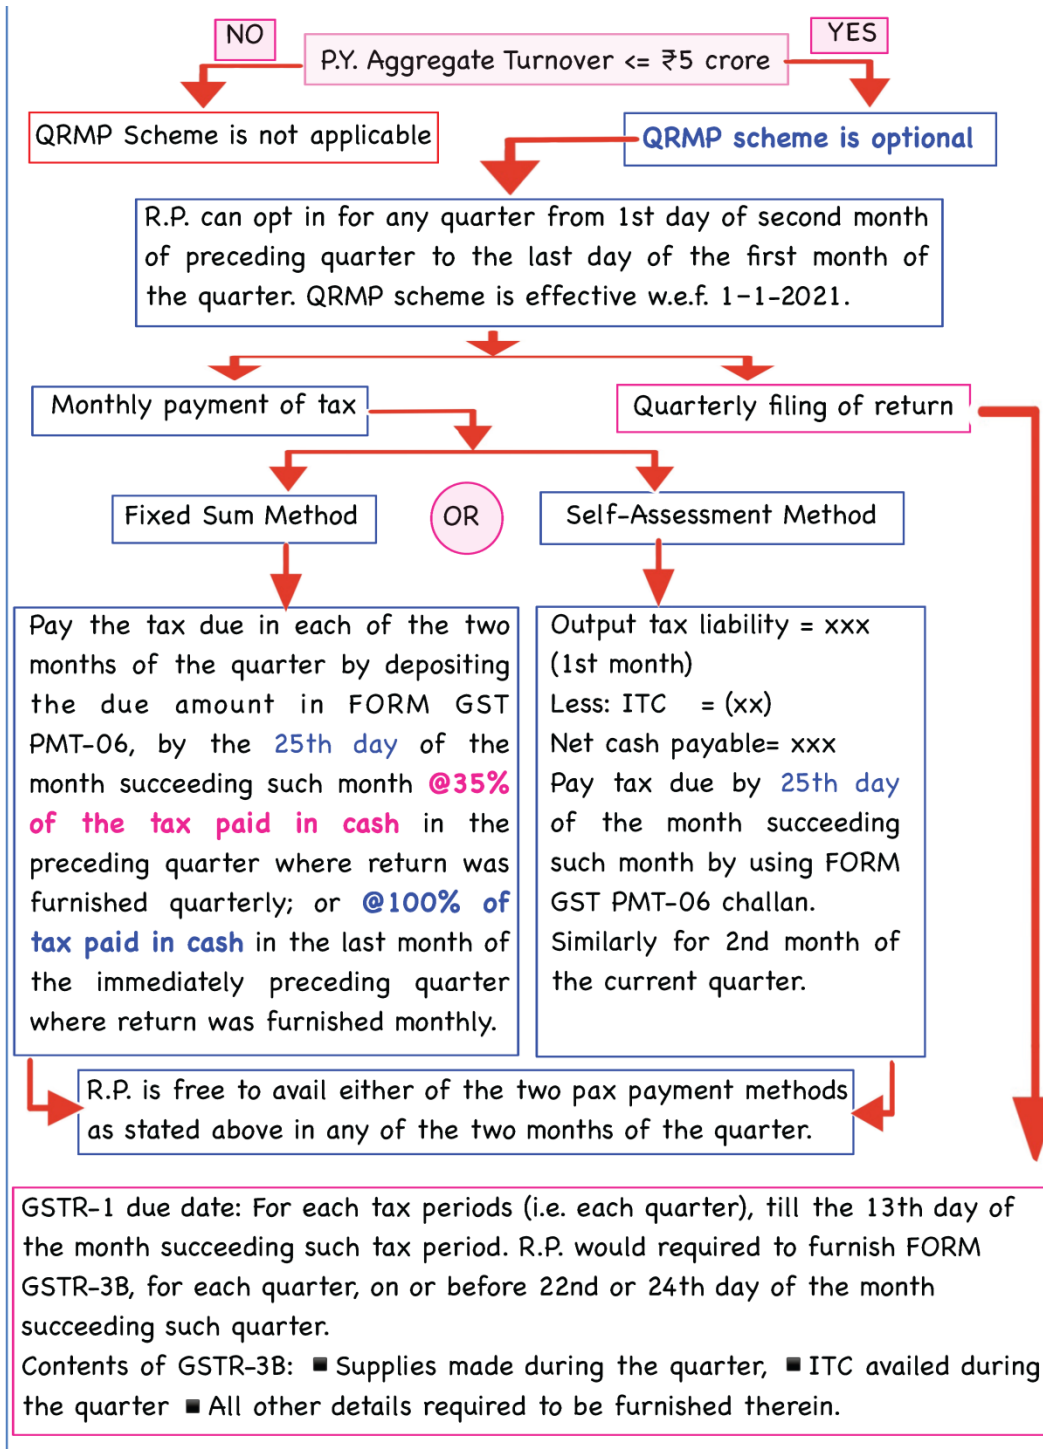 NO
YES
P.Y. Aggregate Turnover <= ₹5 crore
QRMP Scheme is not applicable
QRMP scheme is optional
R.P. can opt in for any quarter from 1st day of second month
of preceding quarter to the last day of the first month of
the quarter. QRMP scheme is effective w.e.f. 1-1-2021.
Monthly payment of tax
Quarterly filing of return
Fixed Sum Method
OR
Self-Assessment Method
Pay the tax due in each of the two
months of the quarter by depositing
the due amount in FORM GST
PMT-06, by the 25th day of the
month succeeding such month @35%
of the tax paid in cash in the
preceding quarter where return was
furnished quarterly; or @100% of
tax paid in cash in the last month of
the immediately preceding quarter
where return was furnished monthly.
Output tax liability = xxx
(1st month)
Less: ITC = (xx)
Net cash payable= xxx
Pay tax due by 25th day
of the month succeeding
such month by using FORM
GST PMT-06 challan.
Similarly for 2nd month of
the current quarter.
R.P. is free to avail either of the two pax payment methods
as stated above in any of the two months of the quarter.
GSTR-1 due date: For each tax periods (i.e. each quarter), till the 13th day of
the month succeeding such tax period. R.P. would required to furnish FORM
GSTR-3B, for each quarter, on or before 22nd or 24th day of the month
succeeding such quarter.
Contents of GSTR-3B: ■ Supplies made during the quarter, ■ ITC availed during
the quarter ■ All other details required to be furnished therein.